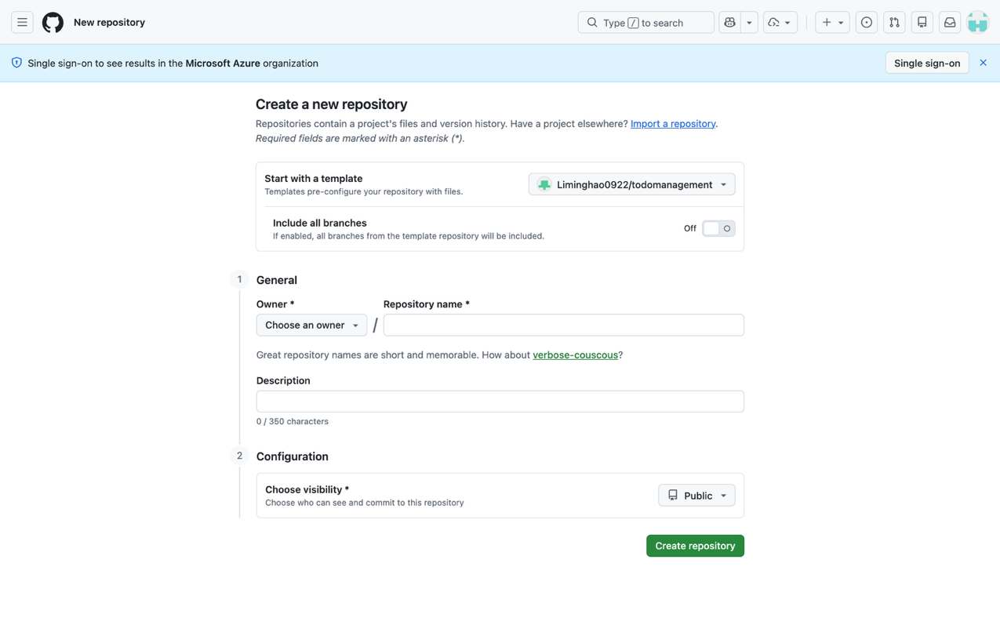 New repository
Type / to search
Single sign-on to see results in the Microsoft Azure organization
Single sign-on
Create a new repository
Repositories contain a project's files and version history. Have a project elsewhere? Import a repository.
Required fields are marked with an asterisk (*).
Start with a template
Templates pre-configure your repository with files.
Liminghao0922/todomanagement
Include all branches
If enabled, all branches from the template repository will be included.
Off
1
General
Owner *
Repository name *
Choose an owner
/
Great repository names are short and memorable. How about verbose-couscous?
Description
0 / 350 characters
2
Configuration
Choose visibility *
Choose who can see and commit to this repository
Public
Create repository